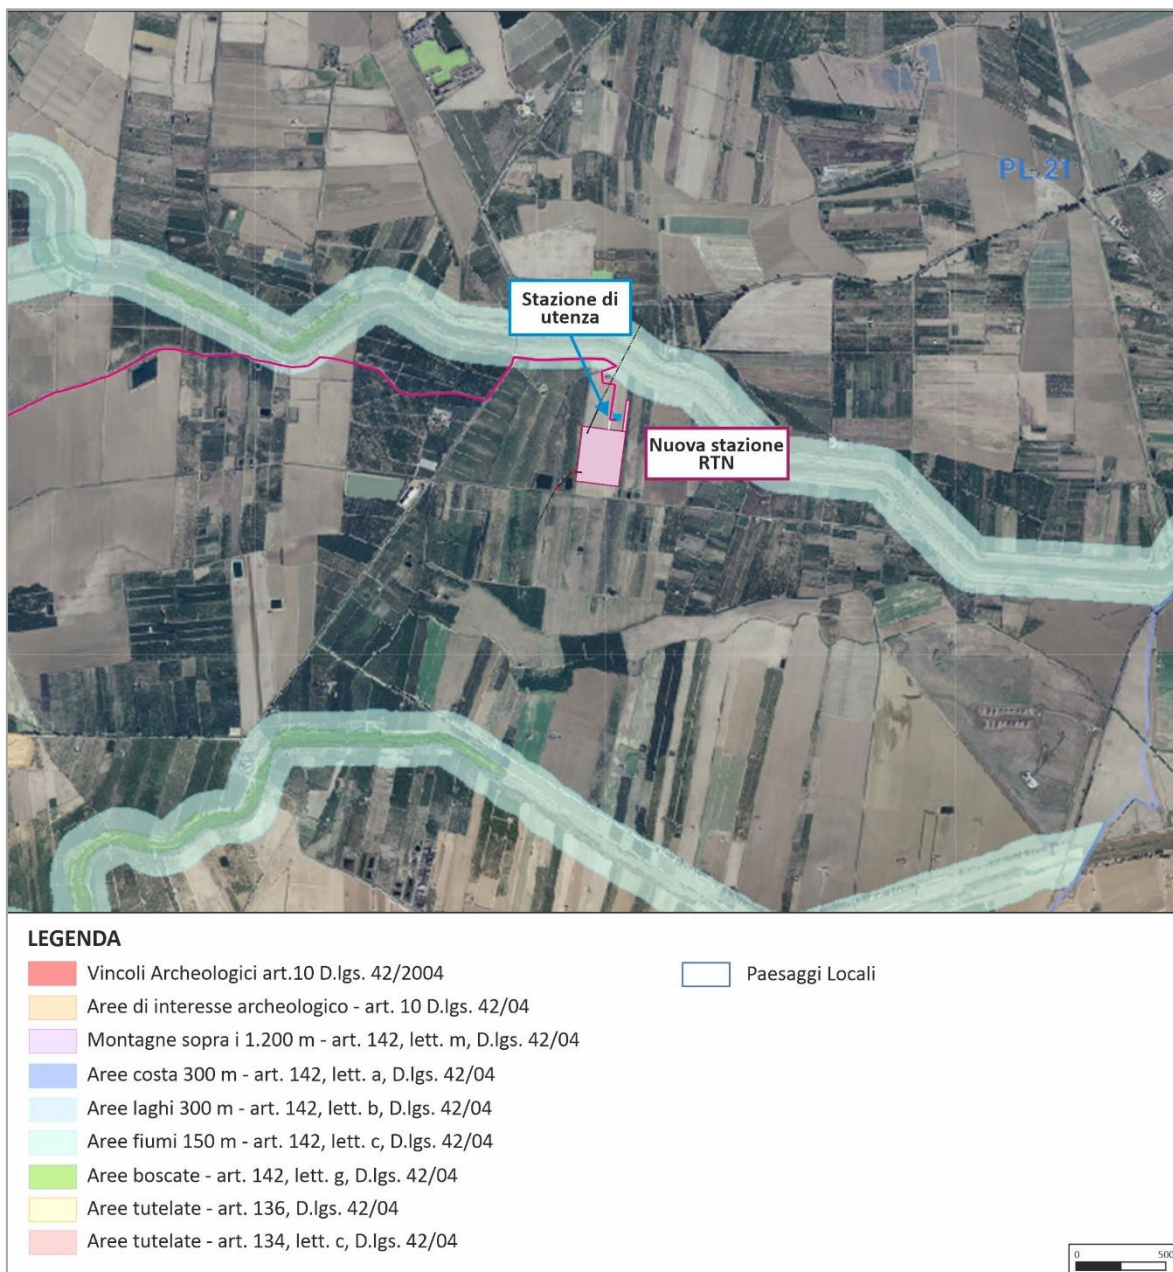 PL 21
Stazione di
utenza
Nuova stazione
RTN
LEGENDA
Vincoli Archeologici art.10 D.lgs. 42/2004
Aree di interesse archeologico - art. 10 D.lgs. 42/04
Montagne sopra i 1.200 m - art. 142, lett. m, D.lgs. 42/04
Aree costa 300 m - art. 142, lett. a, D.lgs. 42/04
Aree laghi 300 m - art. 142, lett. b, D.lgs. 42/04
Aree fiumi 150 m - art. 142, lett. c, D.lgs. 42/04
Aree boscate - art. 142, lett. g, D.lgs. 42/04
Aree tutelate - art. 136, D.lgs. 42/04
Aree tutelate - art. 134, lett. c, D.lgs. 42/04
Paesaggi Locali
0 500